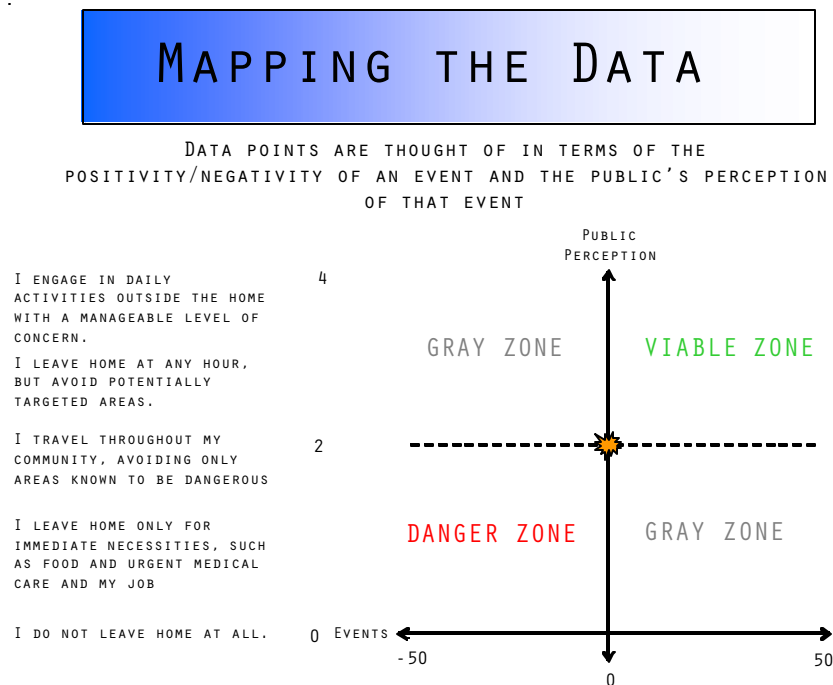 Mapping the Data
Data points are thought of in terms of the
positivity/negativity of an event and the public's perception
of that event
Public
Perception
I engage in daily
activities outside the home
with a manageable level of
concern.
4
GRAY ZONE
VIABLE ZONE
I leave home at any hour,
but avoid potentially
targeted areas.
I travel throughout my
community, avoiding only
areas known to be dangerous
2
I leave home only for
immediate necessities, such
as food and urgent medical
care and my job
DANGER ZONE
GRAY ZONE
I do not leave home at all.
0 Events
-50
0
50